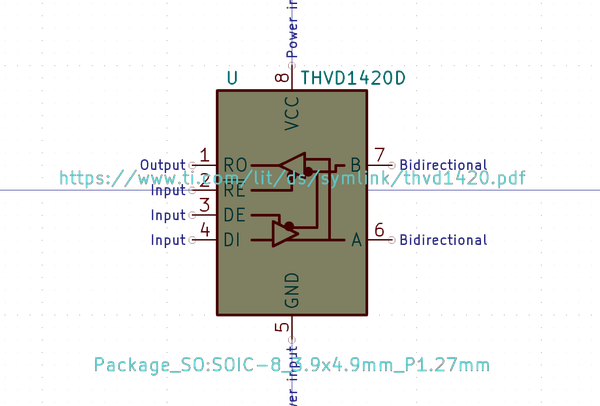 Power in
8
U THVD1420D
VCC
Output 1 RO B 7 Bidirectional
https://www.ti.com/lit/ds/symlink/thvd1420.pdf
Input 2 RE
Input 3 DE
Input 4 DI A 6 Bidirectional
GND
5
Package_SO:SOIC-8_3.9x4.9mm_P1.27mm
wer input